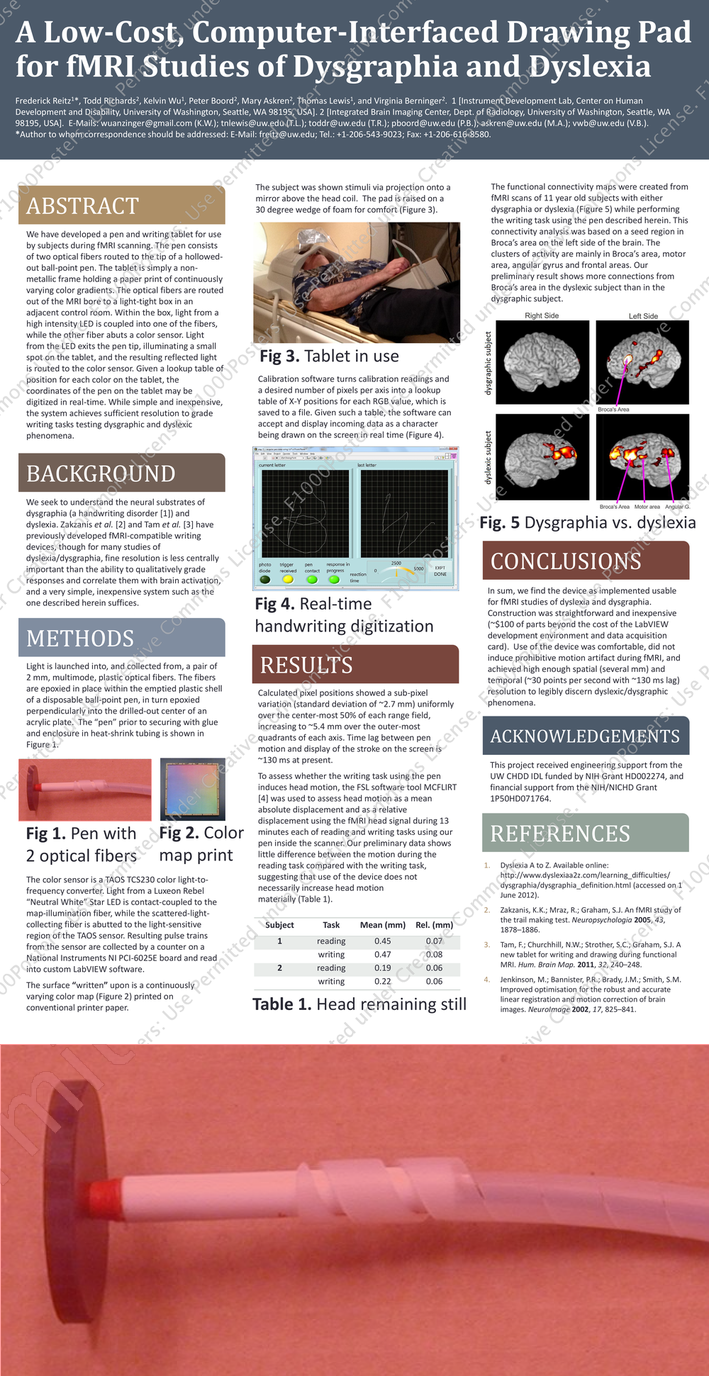 A Low-Cost, Computer-Interfaced Drawing Pad
for fMRI Studies of Dysgraphia and Dyslexia
Frederick Reitz¹*, Todd Richards², Kelvin Wu¹, Peter Boord², Mary Askren², Thomas Lewis¹, and Virginia Berninger². 1 [Instrument Development Lab, Center on Human
Development and Disability, University of Washington, Seattle, WA 98195, USA]. 2 [Integrated Brain Imaging Center, Dept. of Radiology, University of Washington, Seattle, WA
98195, USA]. E-Mails: wuanzinger@gmail.com (K.W.); tnlewis@uw.edu (T.L.); toddr@uw.edu (T.R.); pboord@uw.edu (P.B.); askren@uw.edu (M.A.); vwb@uw.edu (V.B.).
*Author to whom correspondence should be addressed: E-Mail: freitz@uw.edu; Tel.: +1-206-543-9023; Fax: +1-206-616-8580.
ABSTRACT
We have developed a pen and writing tablet for use
by subjects during fMRI scanning. The pen consists
of two optical fibers routed to the tip of a hollowed-
out ball-point pen. The tablet is simply a non-
metallic frame holding a paper print of continuously
varying color gradients. The optical fibers are routed
out of the MRI bore to a light-tight box in an
adjacent control room. Within the box, light from a
high intensity LED is coupled into one of the fibers,
while the other fiber abuts a color sensor. Light
from the LED exits the pen tip, illuminating a small
spot on the tablet, and the resulting reflected light
is routed to the color sensor. Given a lookup table of
position for each color on the tablet, the
coordinates of the pen on the tablet may be
digitized in real-time. While simple and inexpensive,
the system achieves sufficient resolution to grade
writing tasks testing dysgraphic and dyslexic
phenomena.
BACKGROUND
We seek to understand the neural substrates of
dysgraphia (a handwriting disorder [1]) and
dyslexia. Zakzanis et al. [2] and Tam et al. [3] have
previously developed fMRI-compatible writing
devices, though for many studies of
dyslexia/dysgraphia, fine resolution is less centrally
important than the ability to qualitatively grade
responses and correlate them with brain activation,
and a very simple, inexpensive system such as the
one described herein suffices.
METHODS
Light is launched into, and collected from, a pair of
2 mm, multimode, plastic optical fibers. The fibers
are epoxied in place within the emptied plastic shell
of a disposable ball-point pen, in turn epoxied
perpendicularly into the drilled-out center of an
acrylic plate. The "pen" prior to securing with glue
and enclosure in heat-shrink tubing is shown in
Figure 1.
Fig 1. Pen with
2 optical fibers
Fig 2. Color
map print
The color sensor is a TAOS TCS230 color light-to-
frequency converter. Light from a Luxeon Rebel
"Neutral White" Star LED is contact-coupled to the
map-illumination fiber, while the scattered-light-
collecting fiber is abutted to the light-sensitive
region of the TAOS sensor. Resulting pulse trains
from the sensor are collected by a counter on a
National Instruments NI PCI-6025E board and read
into custom LabVIEW software.
The surface "written" upon is a continuously
varying color map (Figure 2) printed on
conventional printer paper.
The subject was shown stimuli via projection onto a
mirror above the head coil. The pad is raised on a
30 degree wedge of foam for comfort (Figure 3).
Fig 3. Tablet in use
Calibration software turns calibration readings and
a desired number of pixels per axis into a lookup
table of X-Y positions for each RGB value, which is
saved to a file. Given such a table, the software can
accept and display incoming data as a character
being drawn on the screen in real time (Figure 4).
current letter
last letter
photo diode
trigger received
pen contact
response in progress
reaction time
0 2500 5000
EXPT DONE
Fig 4. Real-time
handwriting digitization
RESULTS
Calculated pixel positions showed a sub-pixel
variation (standard deviation of ~2.7 mm) uniformly
over the center-most 50% of each range field,
increasing to ~5.4 mm over the outer-most
quadrants of each axis. Time lag between pen
motion and display of the stroke on the screen is
~130 ms at present.
To assess whether the writing task using the pen
induces head motion, the FSL software tool MCFLIRT
[4] was used to assess head motion as a mean
absolute displacement and as a relative
displacement using the fMRI head signal during 13
minutes each of reading and writing tasks using our
pen inside the scanner. Our preliminary data shows
little difference between the motion during the
reading task compared with the writing task,
suggesting that use of the device does not
necessarily increase head motion
materially (Table 1).
Subject Task Mean (mm) Rel. (mm)
1 reading 0.45 0.07
writing 0.47 0.08
2 reading 0.19 0.06
writing 0.22 0.06
Table 1. Head remaining still
The functional connectivity maps were created from
fMRI scans of 11 year old subjects with either
dysgraphia or dyslexia (Figure 5) while performing
the writing task using the pen described herein. This
connectivity analysis was based on a seed region in
Broca's area on the left side of the brain. The
clusters of activity are mainly in Broca's area, motor
area, angular gyrus and frontal areas. Our
preliminary result shows more connections from
Broca's area in the dyslexic subject than in the
dysgraphic subject.
Right Side
Left Side
dysgraphic subject
Broca's Area
dyslexic subject
Broca's Area Motor area Angular G.
Fig. 5 Dysgraphia vs. dyslexia
CONCLUSIONS
In sum, we find the device as implemented usable
for fMRI studies of dyslexia and dysgraphia.
Construction was straightforward and inexpensive
(~$100 of parts beyond the cost of the LabVIEW
development environment and data acquisition
card). Use of the device was comfortable, did not
induce prohibitive motion artifact during fMRI, and
achieved high enough spatial (several mm) and
temporal (~30 points per second with ~130 ms lag)
resolution to legibly discern dyslexic/dysgraphic
phenomena.
ACKNOWLEDGEMENTS
This project received engineering support from the
UW CHDD IDL funded by NIH Grant HD002274, and
financial support from the NIH/NICHD Grant
1P50HD071764.
REFERENCES
1. Dyslexia A to Z. Available online:
http://www.dyslexiaa2z.com/learning_difficulties/
dysgraphia/dysgraphia_definition.html (accessed on 1
June 2012).
2. Zakzanis, K.K.; Mraz, R.; Graham, S.J. An fMRI study of
the trail making test. Neuropsychologia 2005, 43,
1878–1886.
3. Tam, F.; Churchhill, N.W.; Strother, S.C.; Graham, S.J. A
new tablet for writing and drawing during functional
MRI. Hum. Brain Map. 2011, 32, 240–248.
4. Jenkinson, M.; Bannister, P.R.; Brady, J.M.; Smith, S.M.
Improved optimisation for the robust and accurate
linear registration and motion correction of brain
images. NeuroImage 2002, 17, 825–841.